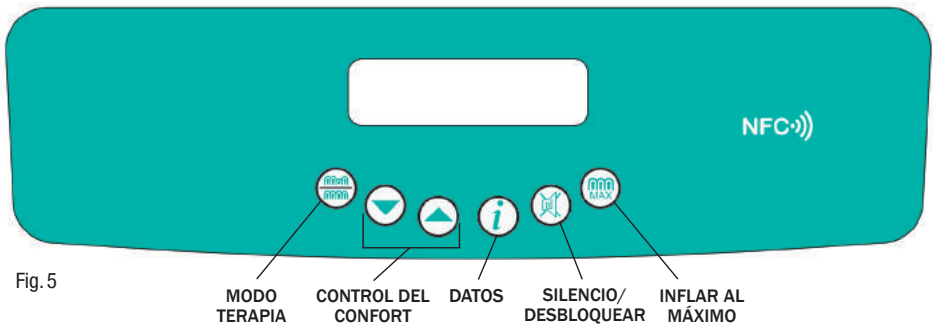 NFC
i
MAX
Fig. 5
MODO TERAPIA
CONTROL DEL CONFORT
DATOS
SILENCIO/ DESBLOQUEAR
INFLAR AL MÁXIMO